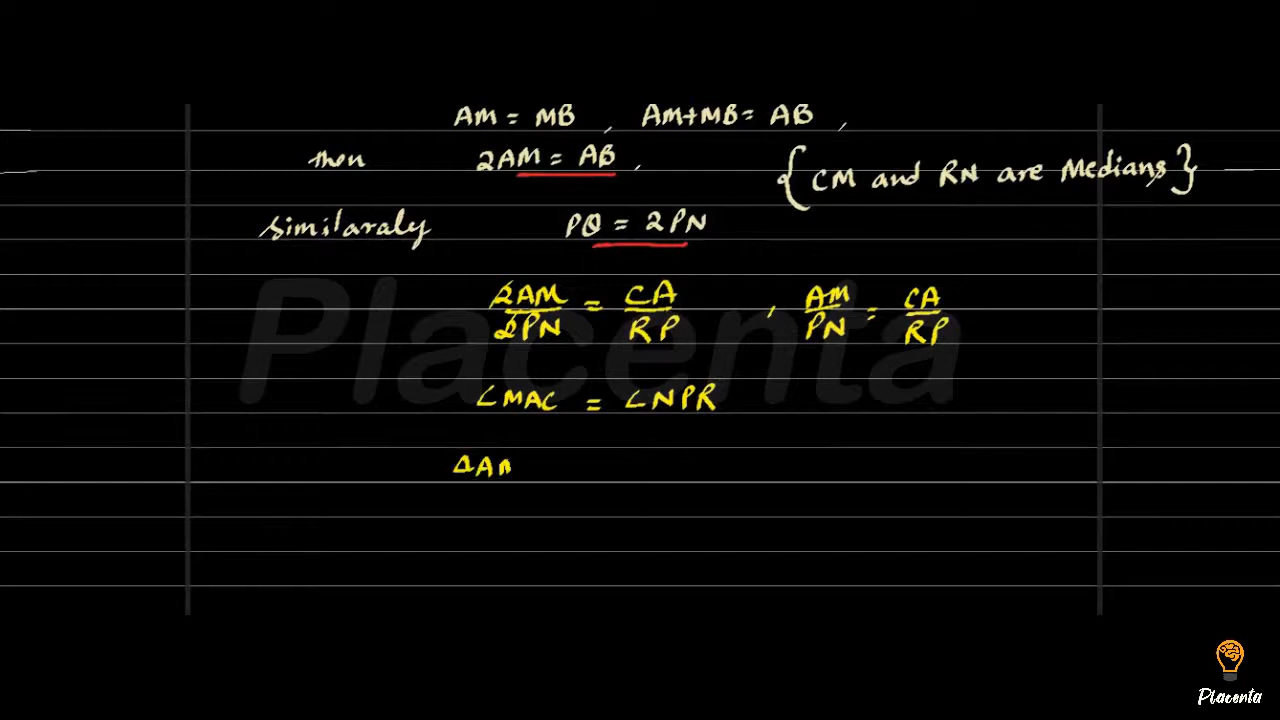 AM = MB , AM+MB = AB ,
then 2AM = AB , { CM and RN are Medians }
Similaraly PQ = 2PN
2AM/2PN = CA/RP , AM/PN = CA/RP
∠MAC = ∠NPR
ΔAM
Placenta
Placenta